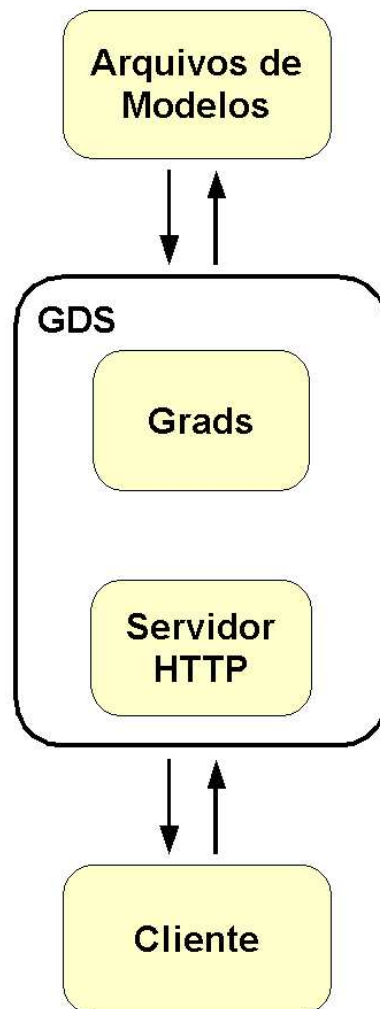 Arquivos de
Modelos
GDS
Grads
Servidor
HTTP
Cliente